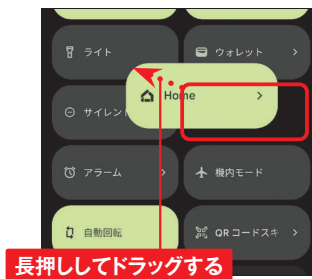 ライト
ウォレット >
Home >
サイレン
アラーム >
機内モード
自動回転
QRコードスキ >
長押ししてドラッグする